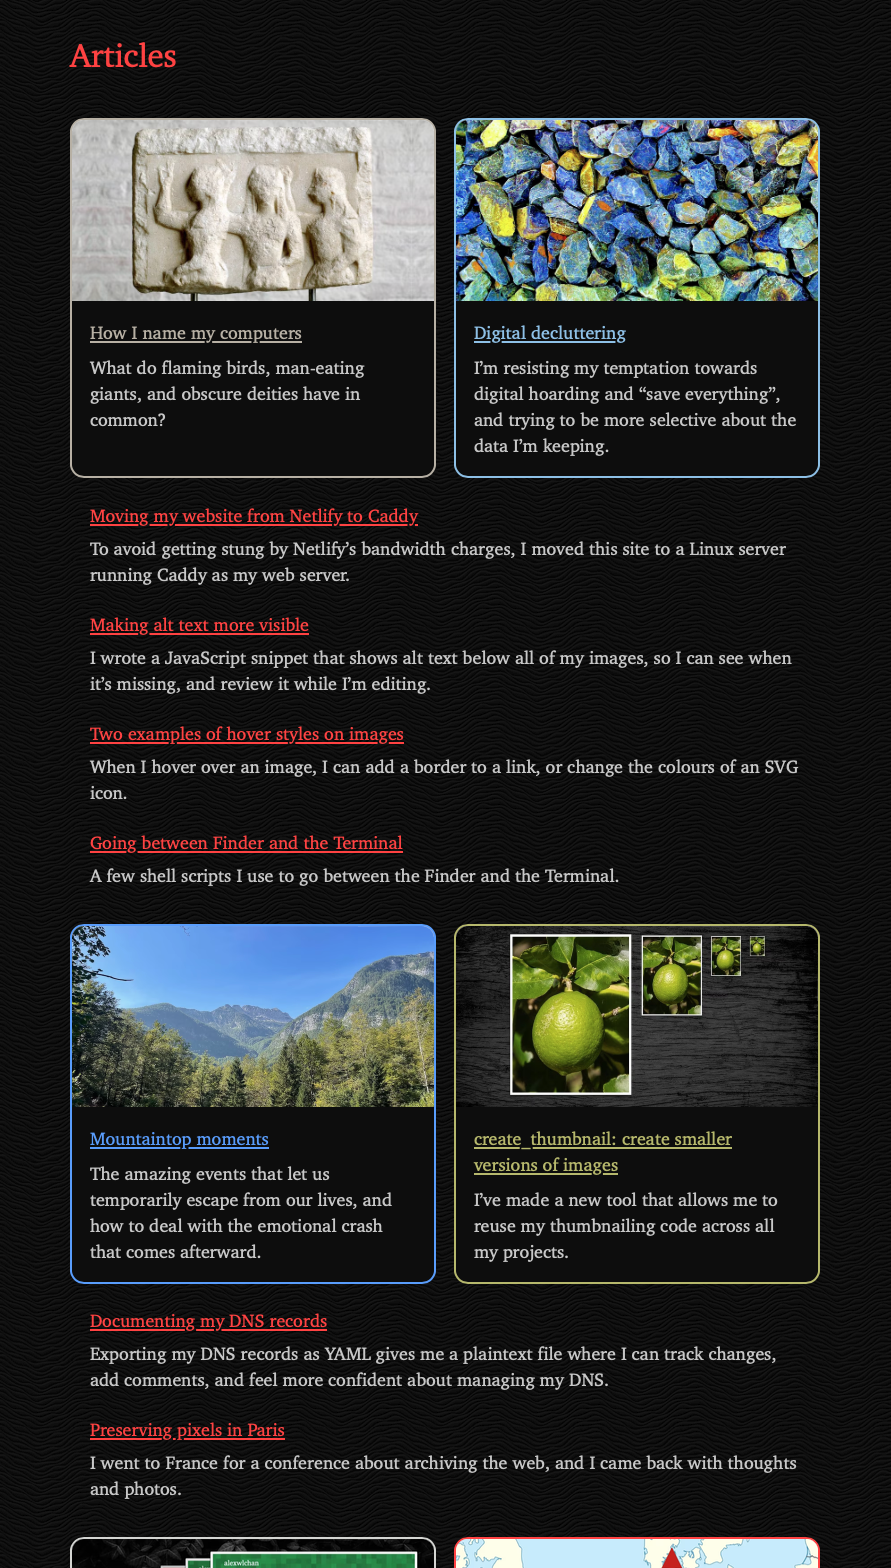 Articles
How I name my computers
What do flaming birds, man-eating
giants, and obscure deities have in
common?
Digital decluttering
I’m resisting my temptation towards
digital hoarding and “save everything”,
and trying to be more selective about the
data I’m keeping.
Moving my website from Netlify to Caddy
To avoid getting stung by Netlify’s bandwidth charges, I moved this site to a Linux server
running Caddy as my web server.
Making alt text more visible
I wrote a JavaScript snippet that shows alt text below all of my images, so I can see when
it’s missing, and review it while I’m editing.
Two examples of hover styles on images
When I hover over an image, I can add a border to a link, or change the colours of an SVG
icon.
Going between Finder and the Terminal
A few shell scripts I use to go between the Finder and the Terminal.
Mountaintop moments
The amazing events that let us
temporarily escape from our lives, and
how to deal with the emotional crash
that comes afterward.
create_thumbnail: create smaller
versions of images
I’ve made a new tool that allows me to
reuse my thumbnailing code across all
my projects.
Documenting my DNS records
Exporting my DNS records as YAML gives me a plaintext file where I can track changes,
add comments, and feel more confident about managing my DNS.
Preserving pixels in Paris
I went to France for a conference about archiving the web, and I came back with thoughts
and photos.
alexwlchan